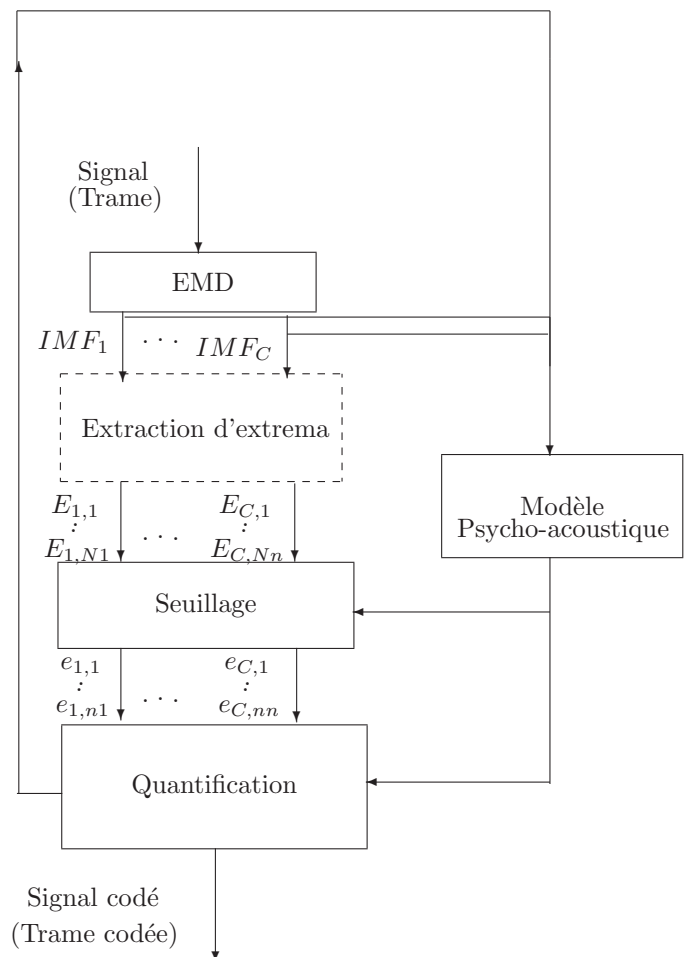 Signal
(Trame)
EMD
IMF1 . . . IMFC
Extraction d'extrema
E1,1 EC,1
⋮ ⋮
E1,N1 . . . EC,Nn
Modèle
Psycho-acoustique
Seuillage
e1,1 eC,1
⋮ ⋮
e1,n1 . . . eC,nn
Quantification
Signal codé
(Trame codée)